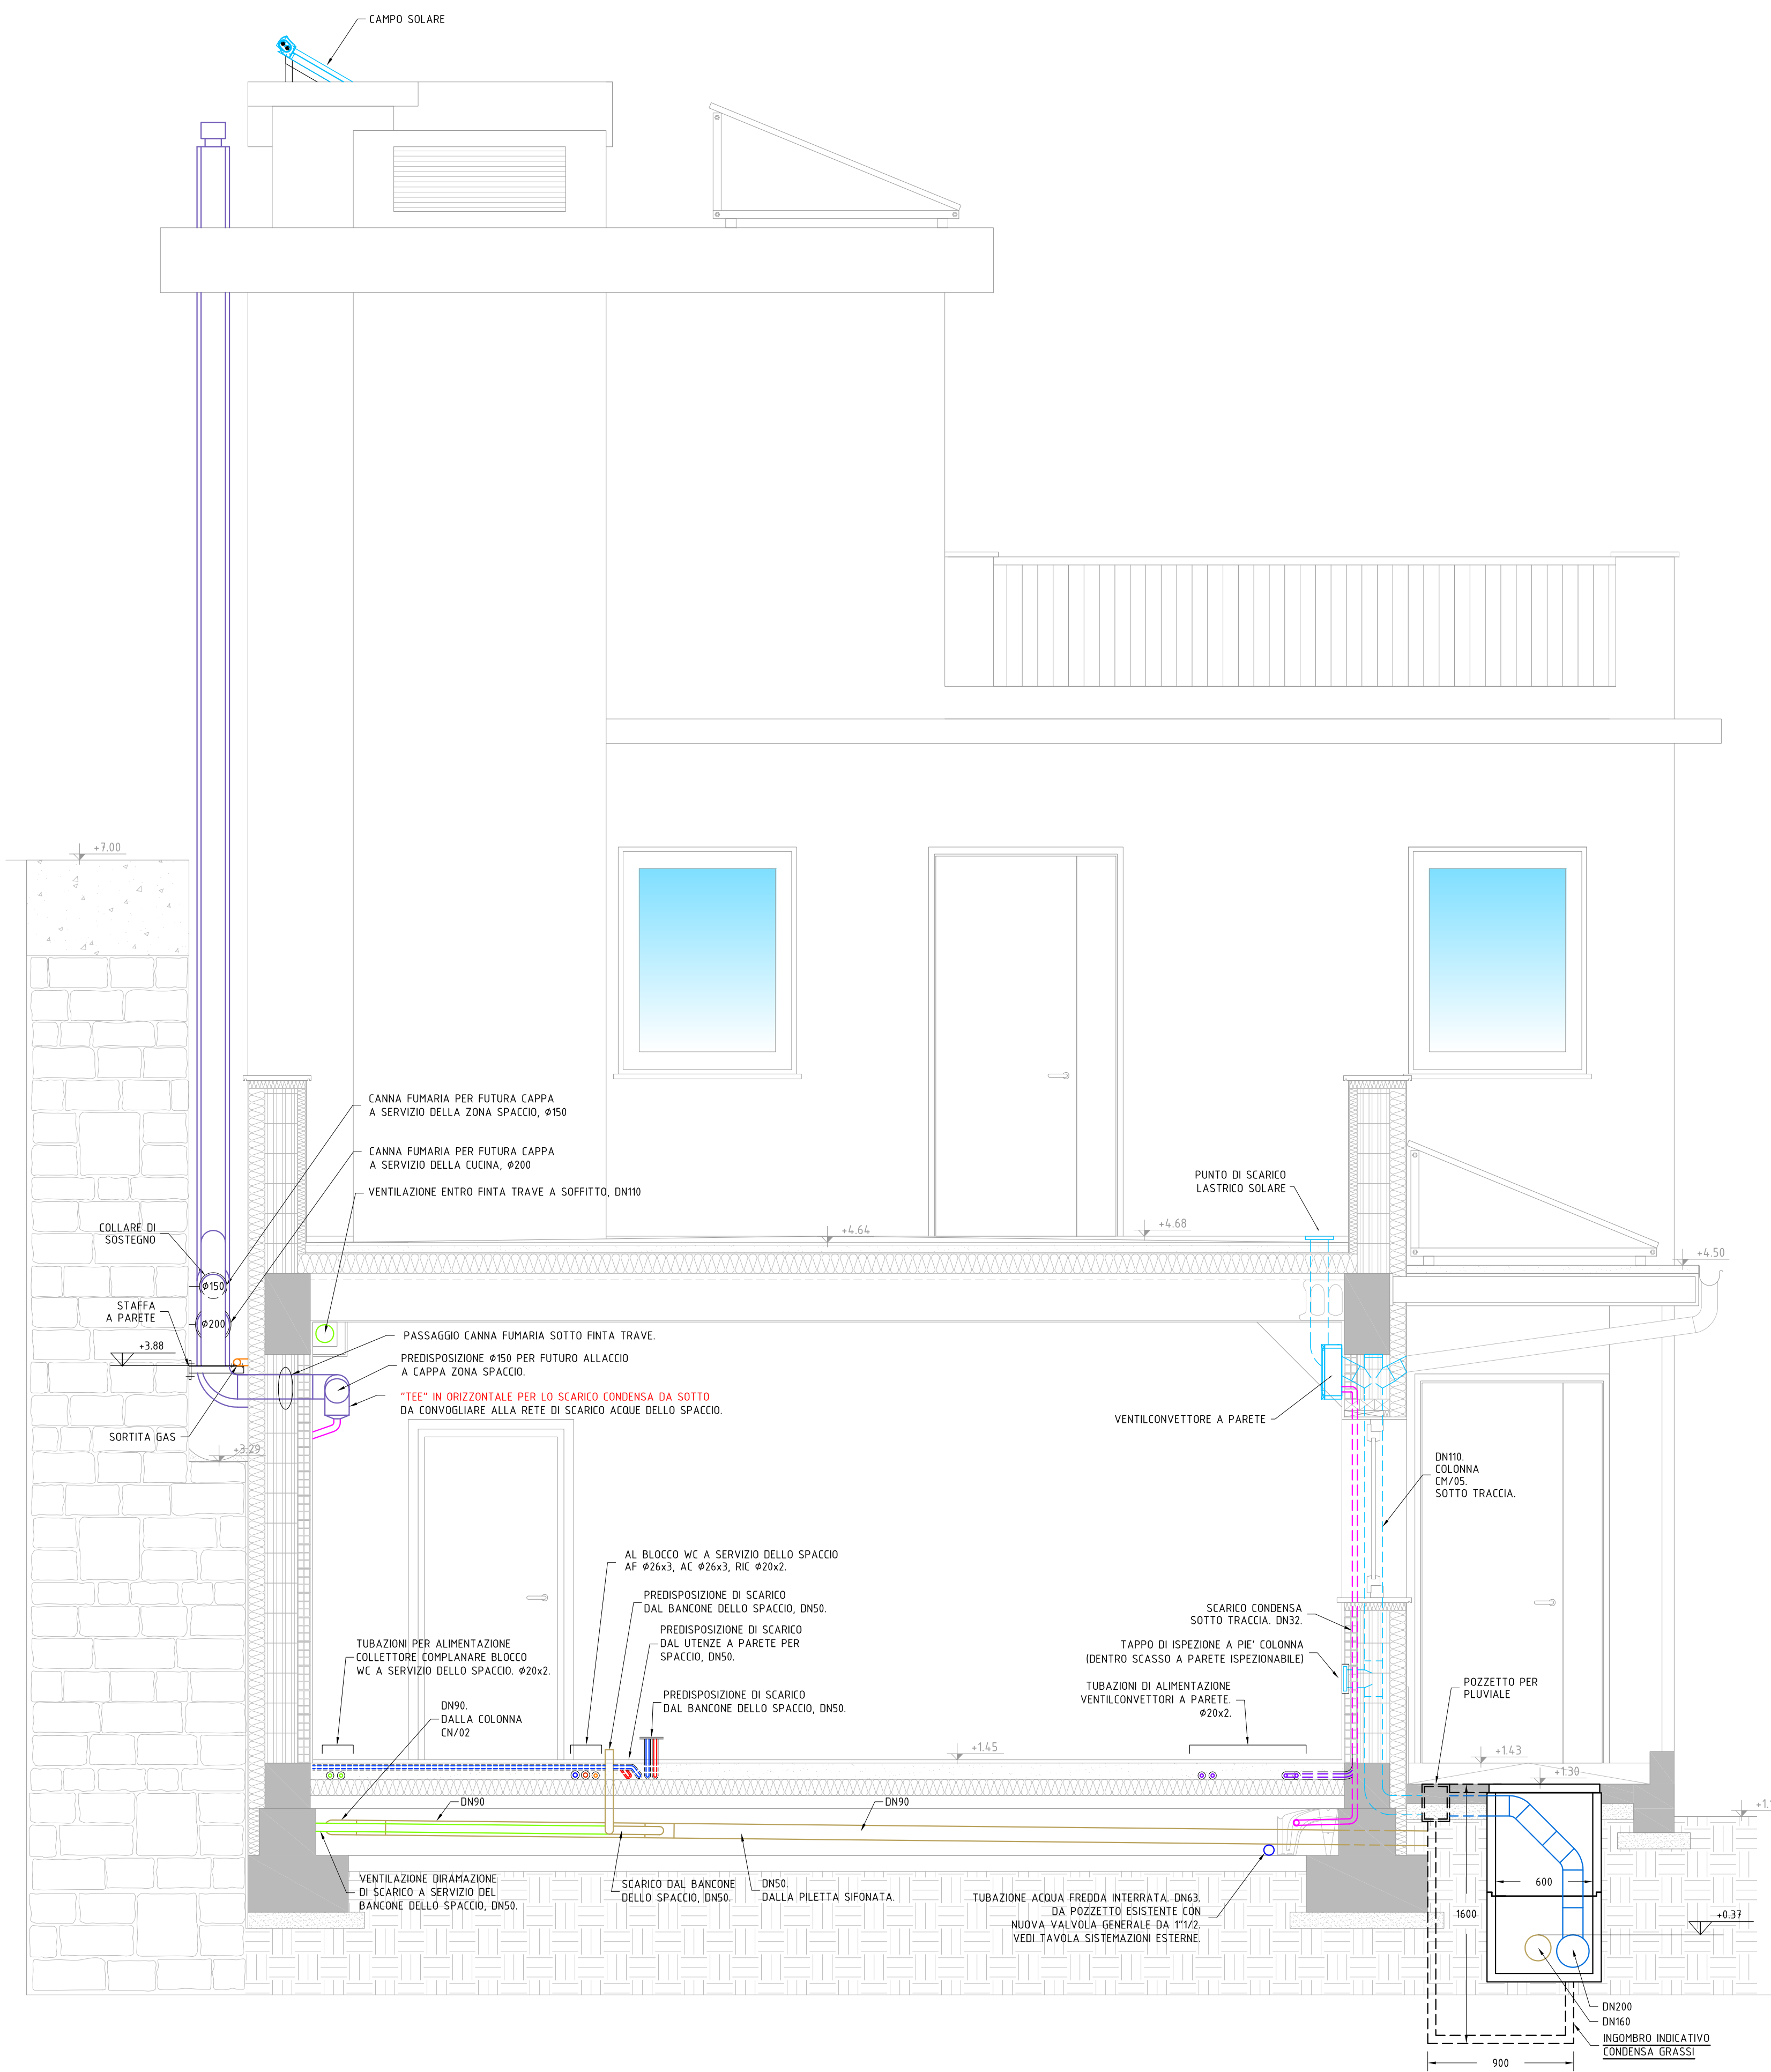 CAMPO SOLARE
+7.00
CANNA FUMARIA PER FUTURA CAPPA
A SERVIZIO DELLA ZONA SPACCIO, Ø150
CANNA FUMARIA PER FUTURA CAPPA
A SERVIZIO DELLA CUCINA, Ø200
VENTILAZIONE ENTRO FINTA TRAVE A SOFFITTO, DN110
PUNTO DI SCARICO
LASTRICO SOLARE
COLLARE DI
SOSTEGNO
+4.64
+4.68
+4.50
Ø150
STAFFA
A PARETE
Ø200
+3.88
PASSAGGIO CANNA FUMARIA SOTTO FINTA TRAVE.
PREDISPOSIZIONE Ø150 PER FUTURO ALLACCIO
A CAPPA ZONA SPACCIO.
"TEE" IN ORIZZONTALE PER LO SCARICO CONDENSA DA SOTTO
DA CONVOGLIARE ALLA RETE DI SCARICO ACQUE DELLO SPACCIO.
SORTITA GAS
+3.29
VENTILCONVETTORE A PARETE
DN110.
COLONNA
CM/05.
SOTTO TRACCIA.
AL BLOCCO WC A SERVIZIO DELLO SPACCIO
AF Ø26x3, AC Ø26x3, RIC Ø20x2.
PREDISPOSIZIONE DI SCARICO
DAL BANCONE DELLO SPACCIO, DN50.
PREDISPOSIZIONE DI SCARICO
DAL UTENZE A PARETE PER
SPACCIO, DN50.
PREDISPOSIZIONE DI SCARICO
DAL BANCONE DELLO SPACCIO, DN50.
TUBAZIONI PER ALIMENTAZIONE
COLLETTORE COMPLANARE BLOCCO
WC A SERVIZIO DELLO SPACCIO. Ø20x2.
DN90.
DALLA COLONNA
CN/02
SCARICO CONDENSA
SOTTO TRACCIA. DN32.
TAPPO DI ISPEZIONE A PIE' COLONNA
(DENTRO SCASSO A PARETE ISPEZIONABILE)
TUBAZIONI DI ALIMENTAZIONE
VENTILCONVETTORI A PARETE.
Ø20x2.
POZZETTO PER
PLUVIALE
+1.45
+1.43
+1.30
DN90
DN90
VENTILAZIONE DIRAMAZIONE
DI SCARICO A SERVIZIO DEL
BANCONE DELLO SPACCIO, DN50.
SCARICO DAL BANCONE
DELLO SPACCIO, DN50.
DN50.
DALLA PILETTA SIFONATA.
TUBAZIONE ACQUA FREDDA INTERRATA. DN63.
DA POZZETTO ESISTENTE CON
NUOVA VALVOLA GENERALE DA 1"1/2.
VEDI TAVOLA SISTEMAZIONI ESTERNE.
600
1600
+0.37
DN200
DN160
INGOMBRO INDICATIVO
CONDENSA GRASSI
900